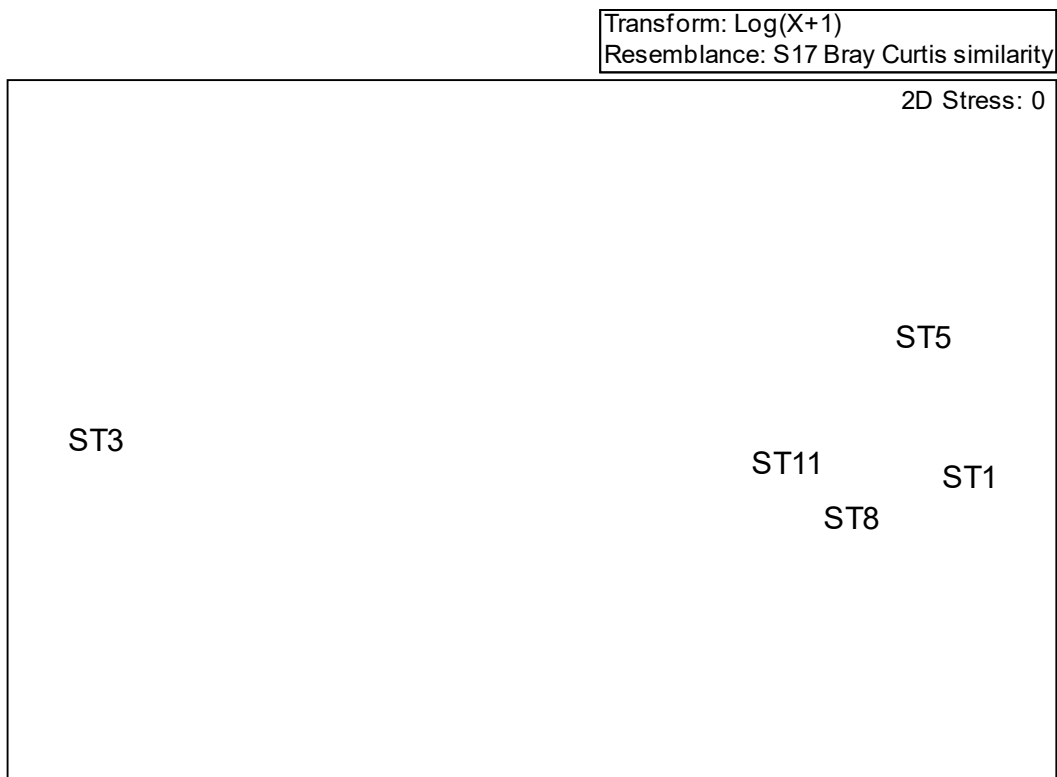 Transform: Log(X+1)
Resemblance: S17 Bray Curtis similarity
2D Stress: 0
ST5
ST3
ST11
ST1
ST8